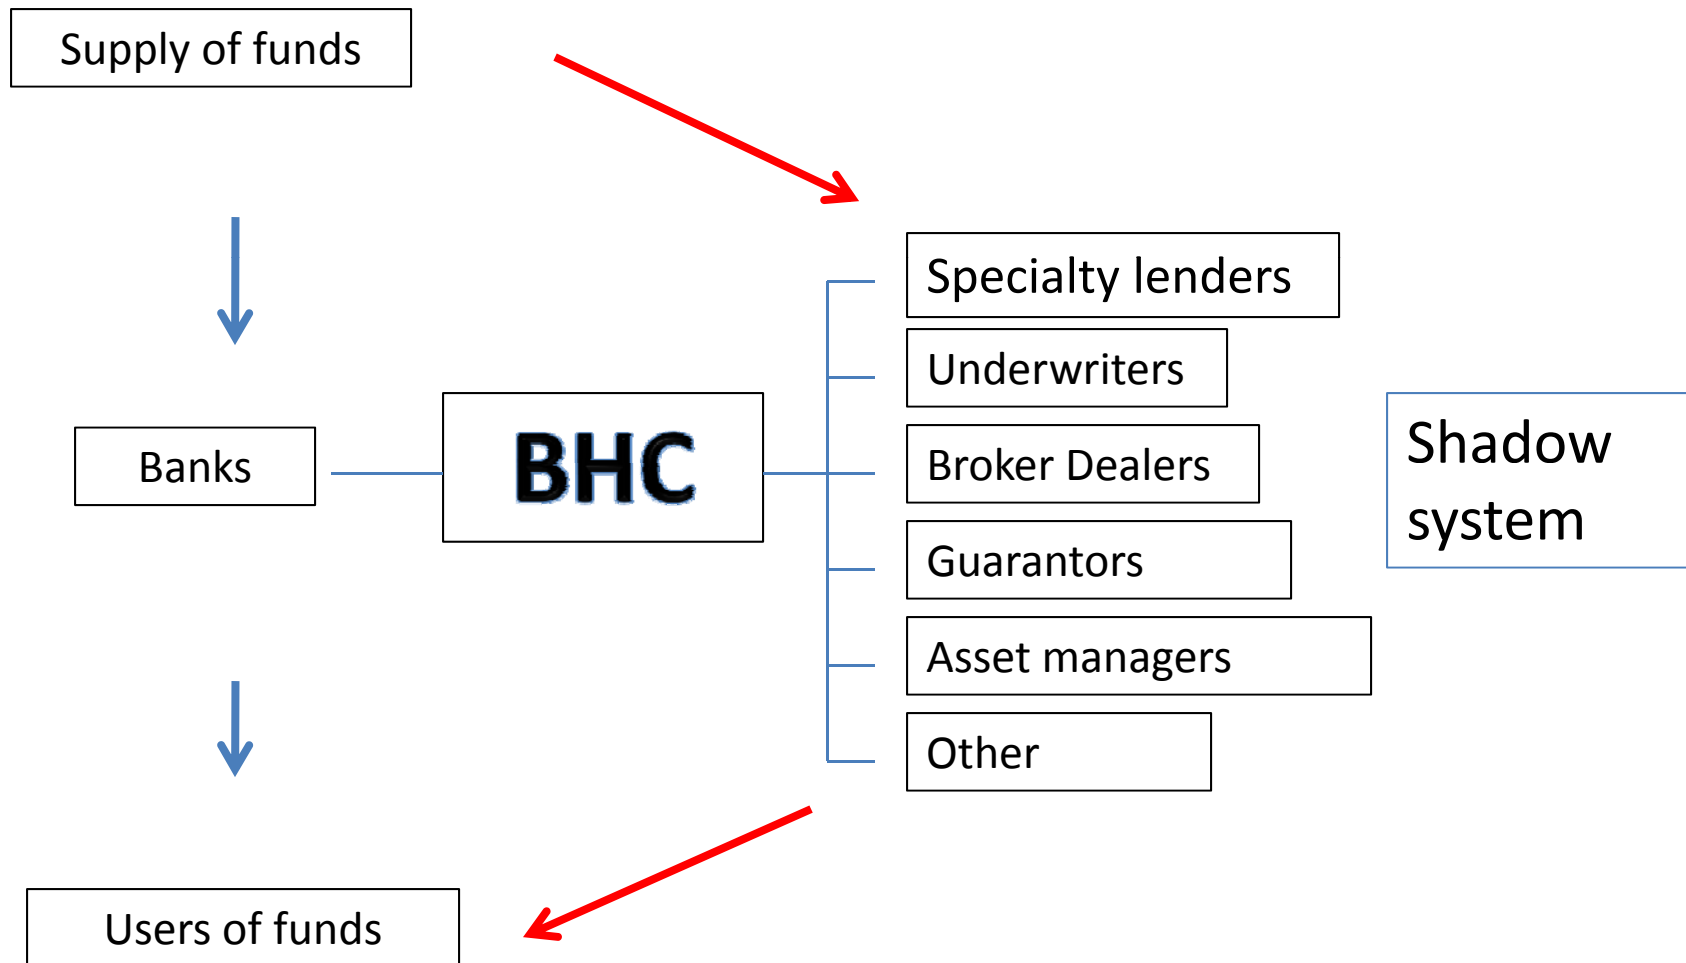 Supply of funds
Specialty lenders
Underwriters
Banks
BHC
Broker Dealers
Shadow
system
Guarantors
Asset managers
Other
Users of funds